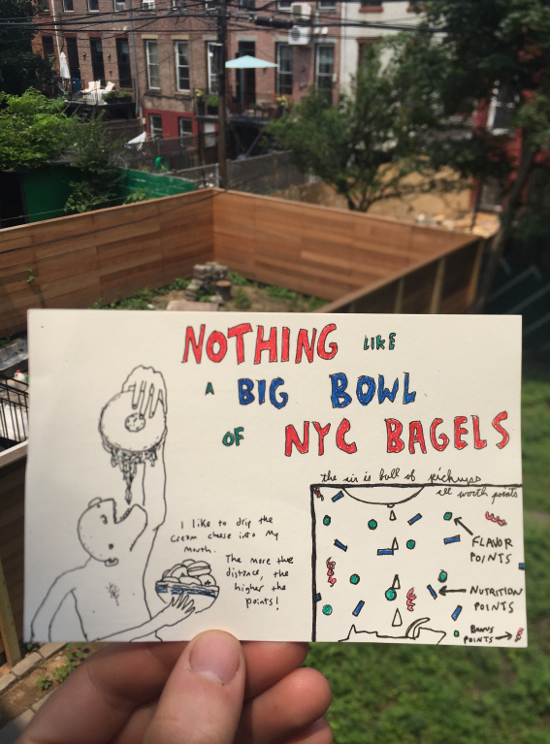 NOTHING LIKE
A BIG BOWL
OF NYC BAGELS
I like to drip the
cream cheese into my
mouth.
The more the
distance, the
higher the
points!
the air is full of
all worth points
FLAVOR
POINTS
NUTRITION
POINTS
BONUS
POINTS